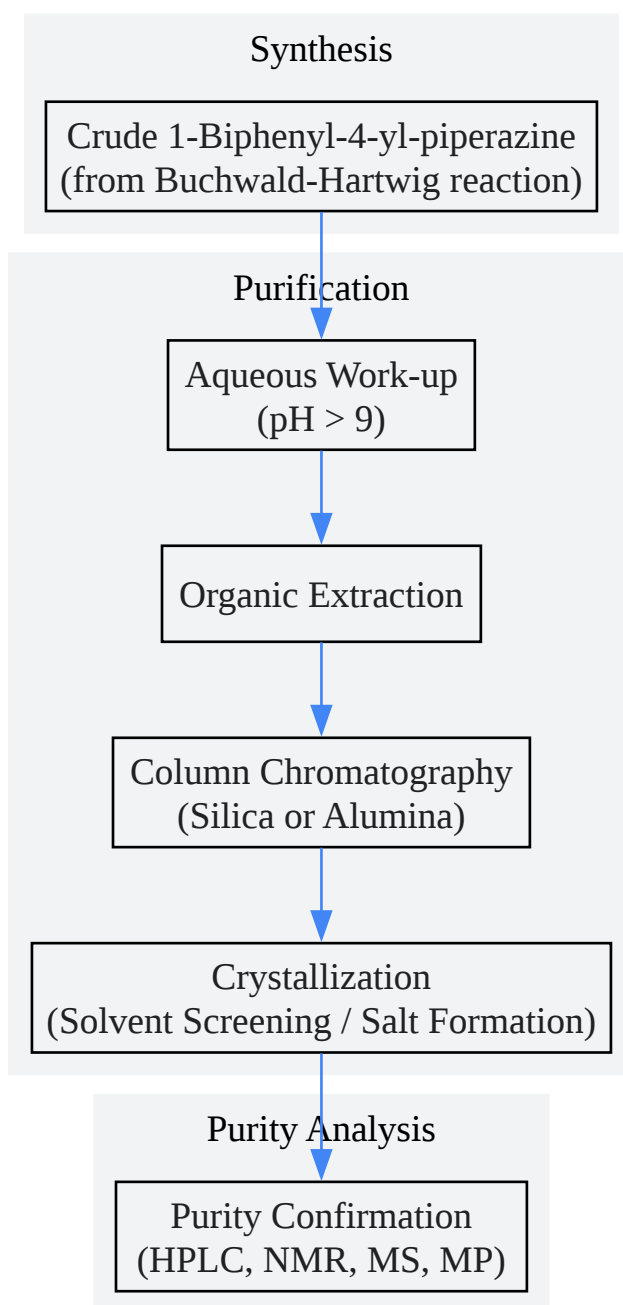 Synthesis
Crude 1-Biphenyl-4-yl-piperazine
(from Buchwald-Hartwig reaction)
Purification
Aqueous Work-up
(pH > 9)
Organic Extraction
Column Chromatography
(Silica or Alumina)
Crystallization
(Solvent Screening / Salt Formation)
Purity Analysis
Purity Confirmation
(HPLC, NMR, MS, MP)